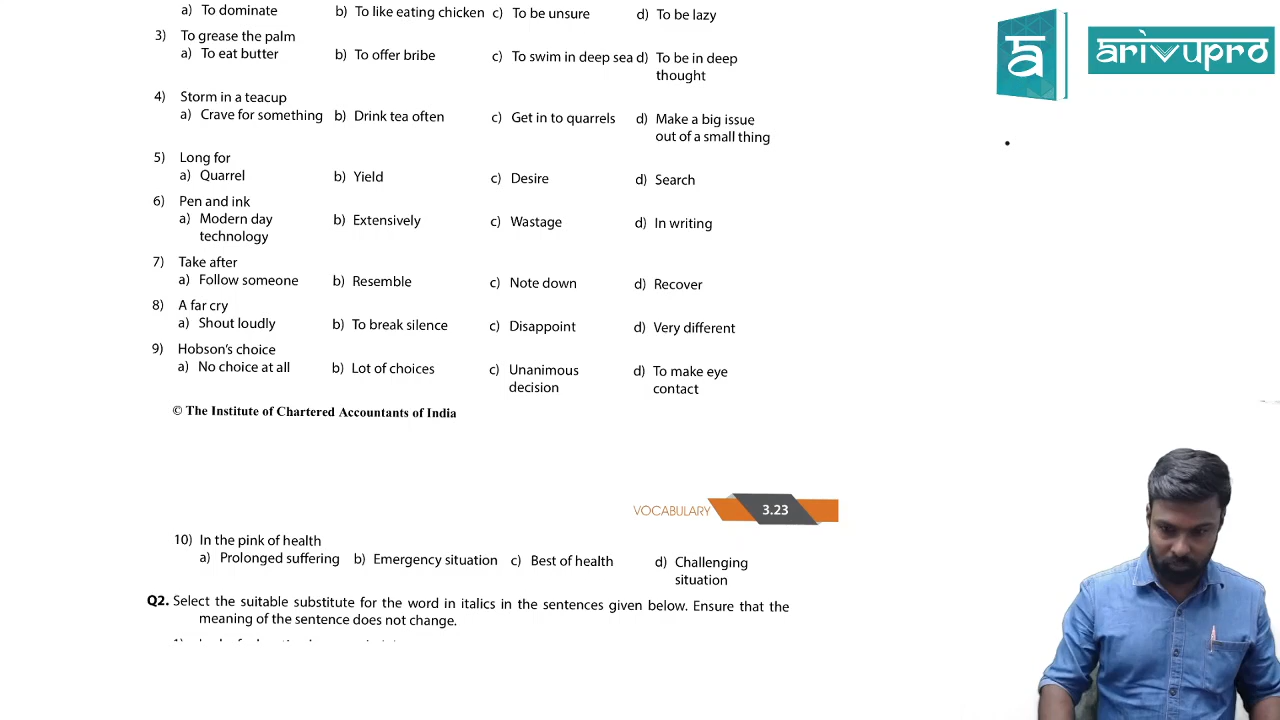 a) To dominate b) To like eating chicken c) To be unsure d) To be lazy
3) To grease the palm
a) To eat butter b) To offer bribe c) To swim in deep sea d) To be in deep
thought
4) Storm in a teacup
a) Crave for something b) Drink tea often c) Get in to quarrels d) Make a big issue
out of a small thing
5) Long for
a) Quarrel b) Yield c) Desire d) Search
6) Pen and ink
a) Modern day b) Extensively c) Wastage d) In writing
technology
7) Take after
a) Follow someone b) Resemble c) Note down d) Recover
8) A far cry
a) Shout loudly b) To break silence c) Disappoint d) Very different
9) Hobson's choice
a) No choice at all b) Lot of choices c) Unanimous d) To make eye
decision contact
© The Institute of Chartered Accountants of India
VOCABULARY 3.23
10) In the pink of health
a) Prolonged suffering b) Emergency situation c) Best of health d) Challenging
situation
Q2. Select the suitable substitute for the word in italics in the sentences given below. Ensure that the
meaning of the sentence does not change.
arivupro